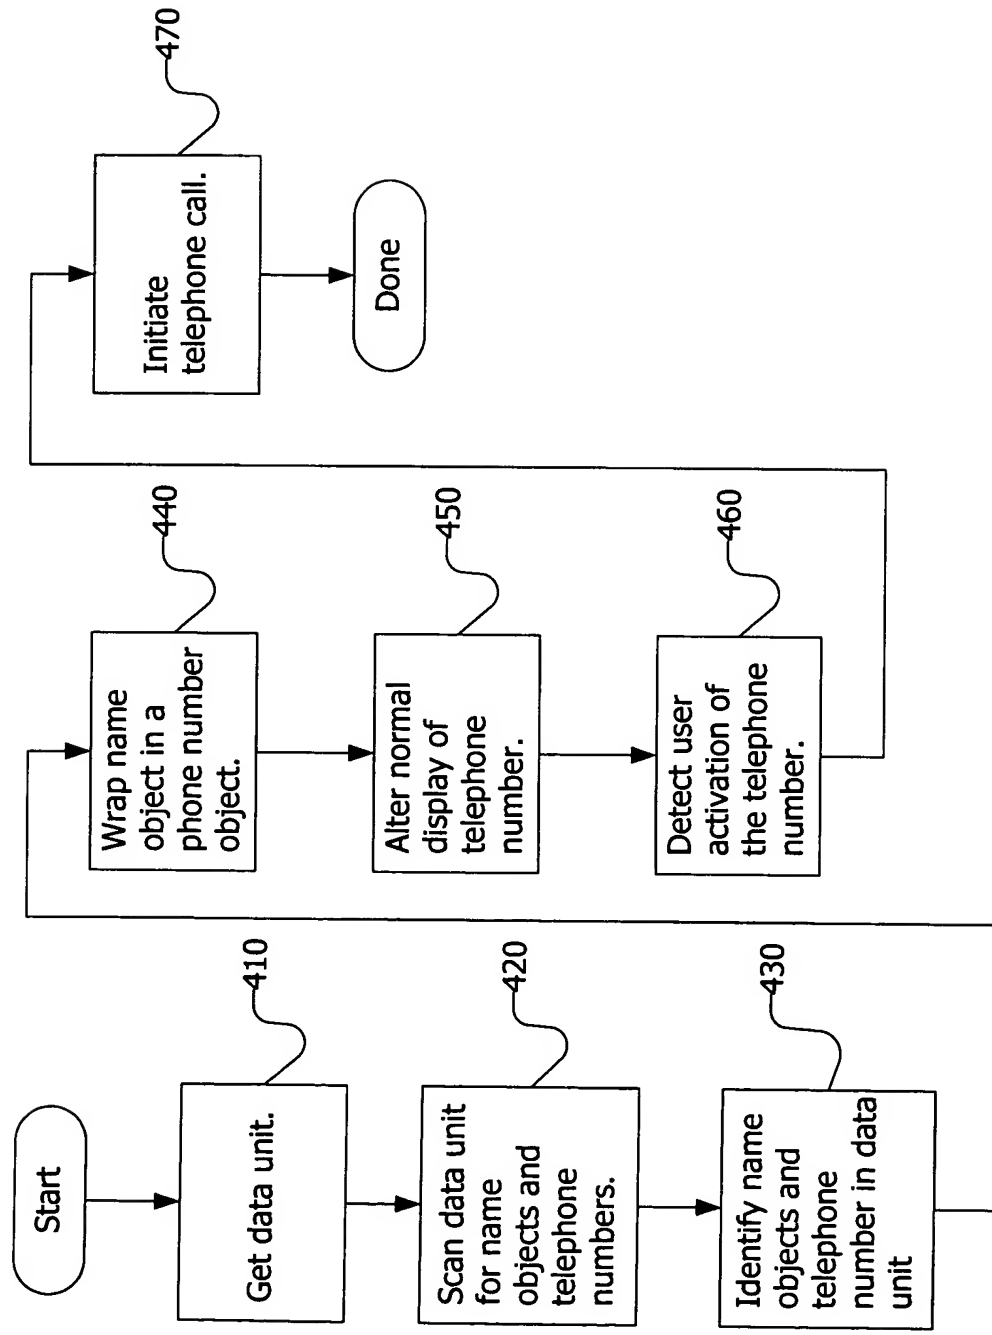 Start
Get data unit.
410
Scan data unit
for name
objects and
telephone
numbers.
420
Identify name
objects and
telephone
number in data
unit
430
Wrap name
object in a
phone number
object.
440
Alter normal
display of
telephone
number.
450
Detect user
activation of
the telephone
number.
460
Initiate
telephone call.
470
Done